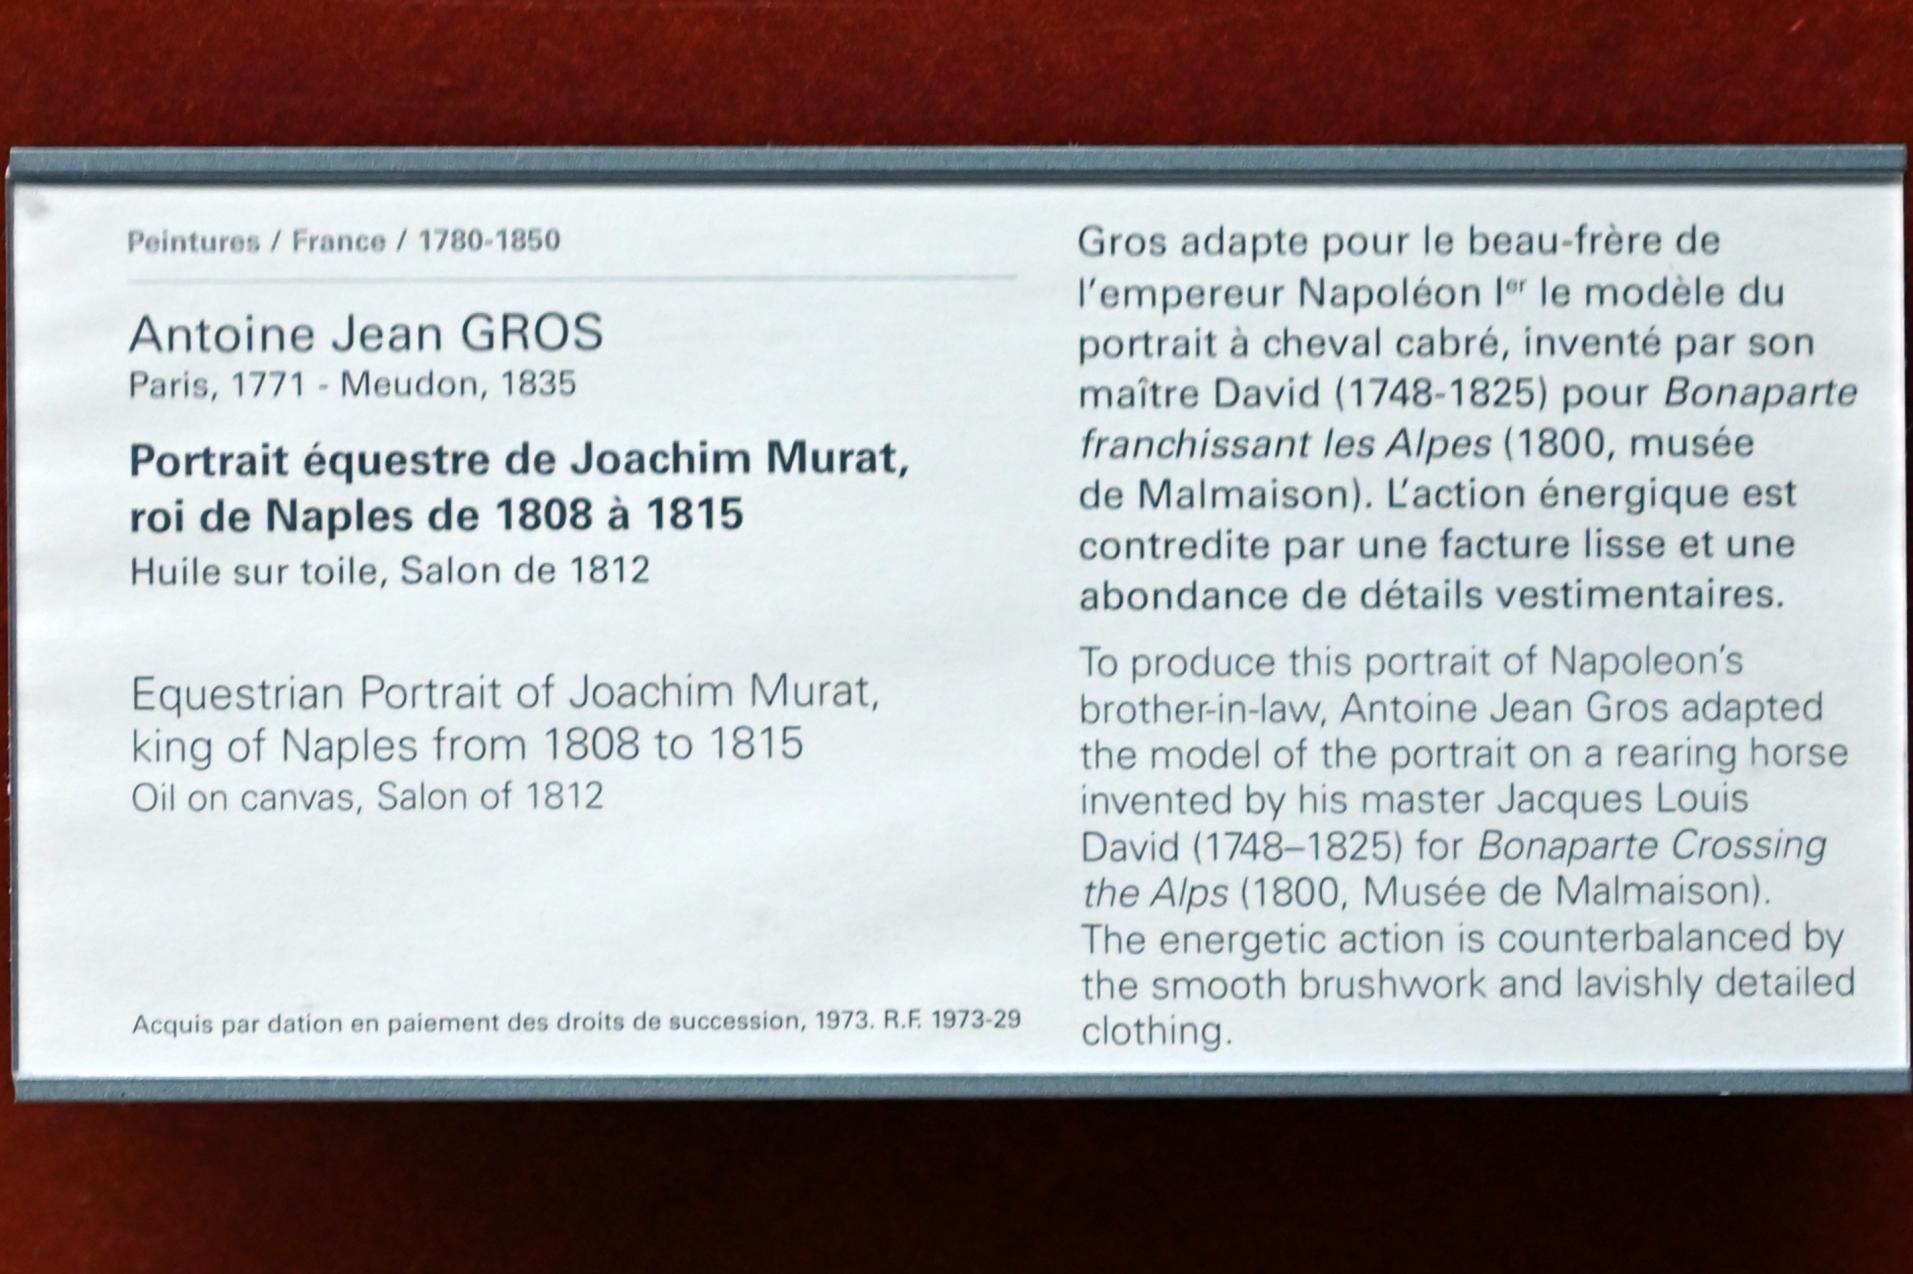 Peintures / France / 1780-1850
Antoine Jean GROS
Paris, 1771 - Meudon, 1835
Portrait équestre de Joachim Murat,
roi de Naples de 1808 à 1815
Huile sur toile, Salon de 1812
Equestrian Portrait of Joachim Murat,
king of Naples from 1808 to 1815
Oil on canvas, Salon of 1812
Acquis par dation en paiement des droits de succession, 1973. R.F. 1973-29
Gros adapte pour le beau-frère de
l'empereur Napoléon Ier le modèle du
portrait à cheval cabré, inventé par son
maître David (1748-1825) pour Bonaparte
franchissant les Alpes (1800, musée
de Malmaison). L'action énergique est
contredite par une facture lisse et une
abondance de détails vestimentaires.
To produce this portrait of Napoleon's
brother-in-law, Antoine Jean Gros adapted
the model of the portrait on a rearing horse
invented by his master Jacques Louis
David (1748–1825) for Bonaparte Crossing
the Alps (1800, Musée de Malmaison).
The energetic action is counterbalanced by
the smooth brushwork and lavishly detailed
clothing.